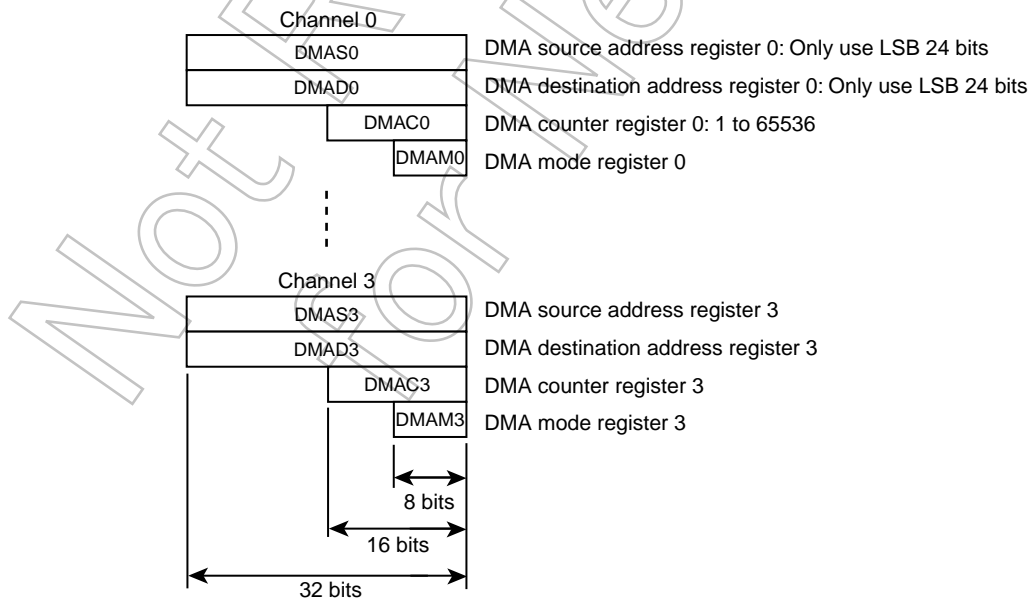 Channel 0
DMAS0 DMA source address register 0: Only use LSB 24 bits
DMAD0 DMA destination address register 0: Only use LSB 24 bits
DMAC0 DMA counter register 0: 1 to 65536
DMAM0 DMA mode register 0
Channel 3
DMAS3 DMA source address register 3
DMAD3 DMA destination address register 3
DMAC3 DMA counter register 3
DMAM3 DMA mode register 3
8 bits
16 bits
32 bits
Not R
for Ne